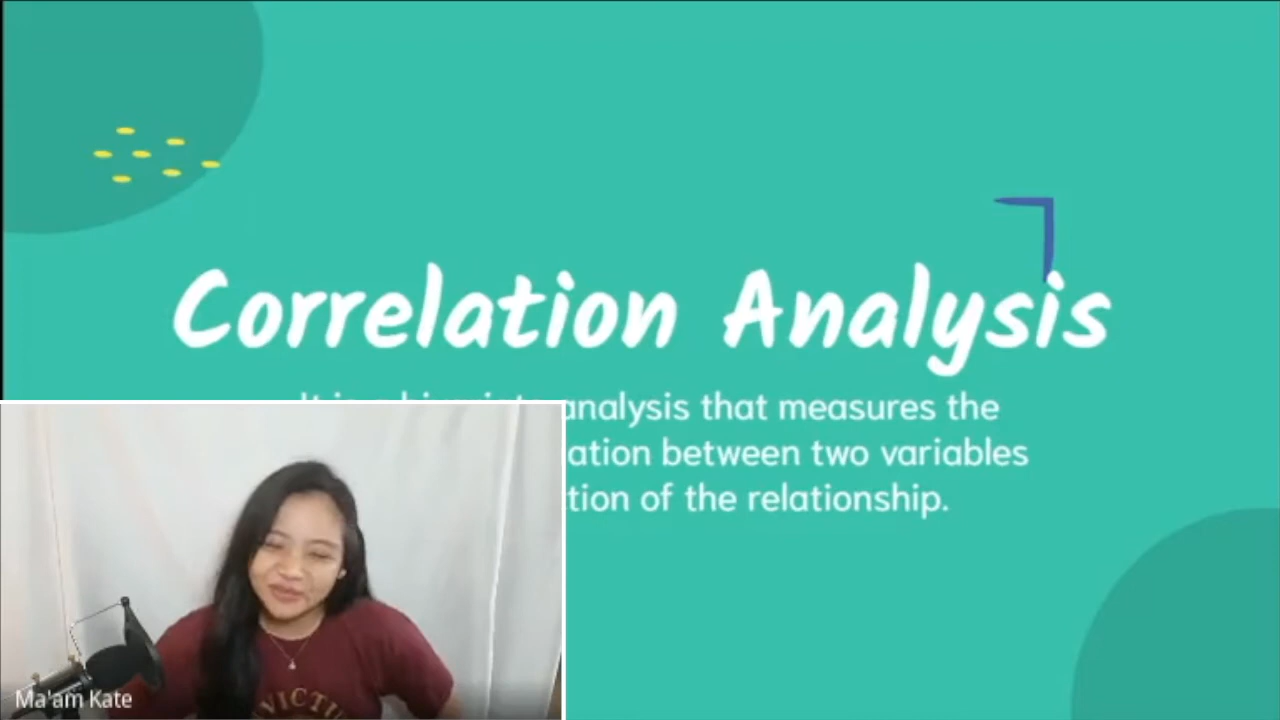 Correlation Analysis
analysis that measures the
ation between two variables
tion of the relationship.
Ma'am Kate